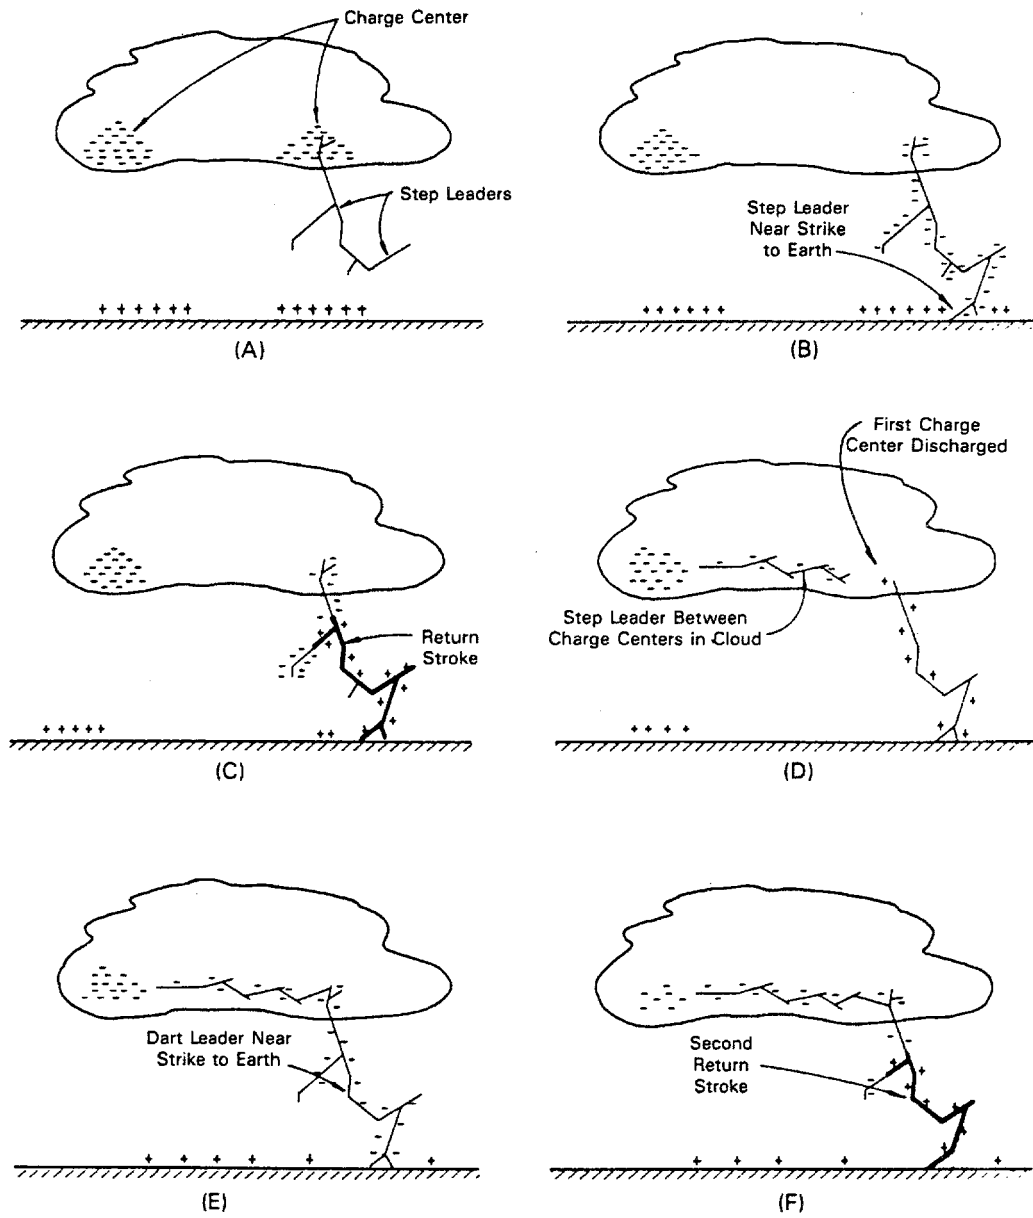 Charge Center
Step Leaders
(A)
Step Leader
Near Strike
to Earth
(B)
Return
Stroke
(C)
First Charge
Center Discharged
Step Leader Between
Charge Centers in Cloud
(D)
Dart Leader Near
Strike to Earth
(E)
Second
Return
Stroke
(F)